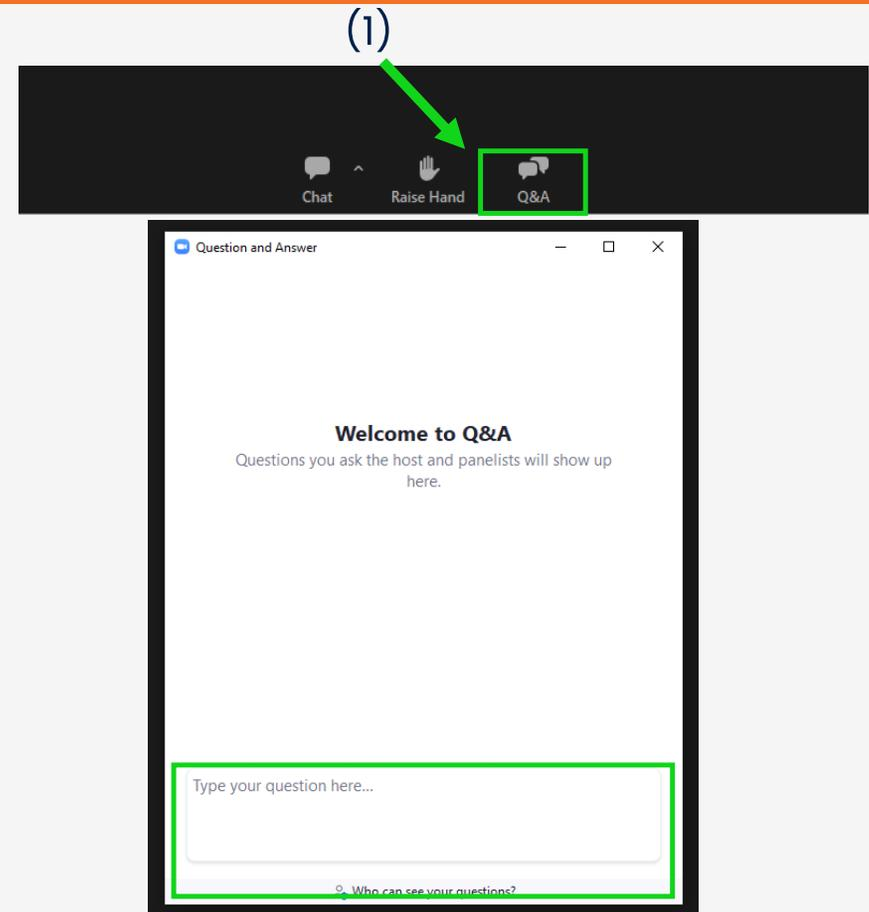 (1)
Chat Raise Hand Q&A
Question and Answer
Welcome to Q&A
Questions you ask the host and panelists will show up
here.
Type your question here...
Who can see your questions?